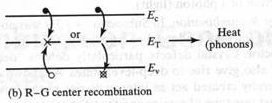 E_c
or
E_T
Heat
(phonons)
E_v
(b) R–G center recombination